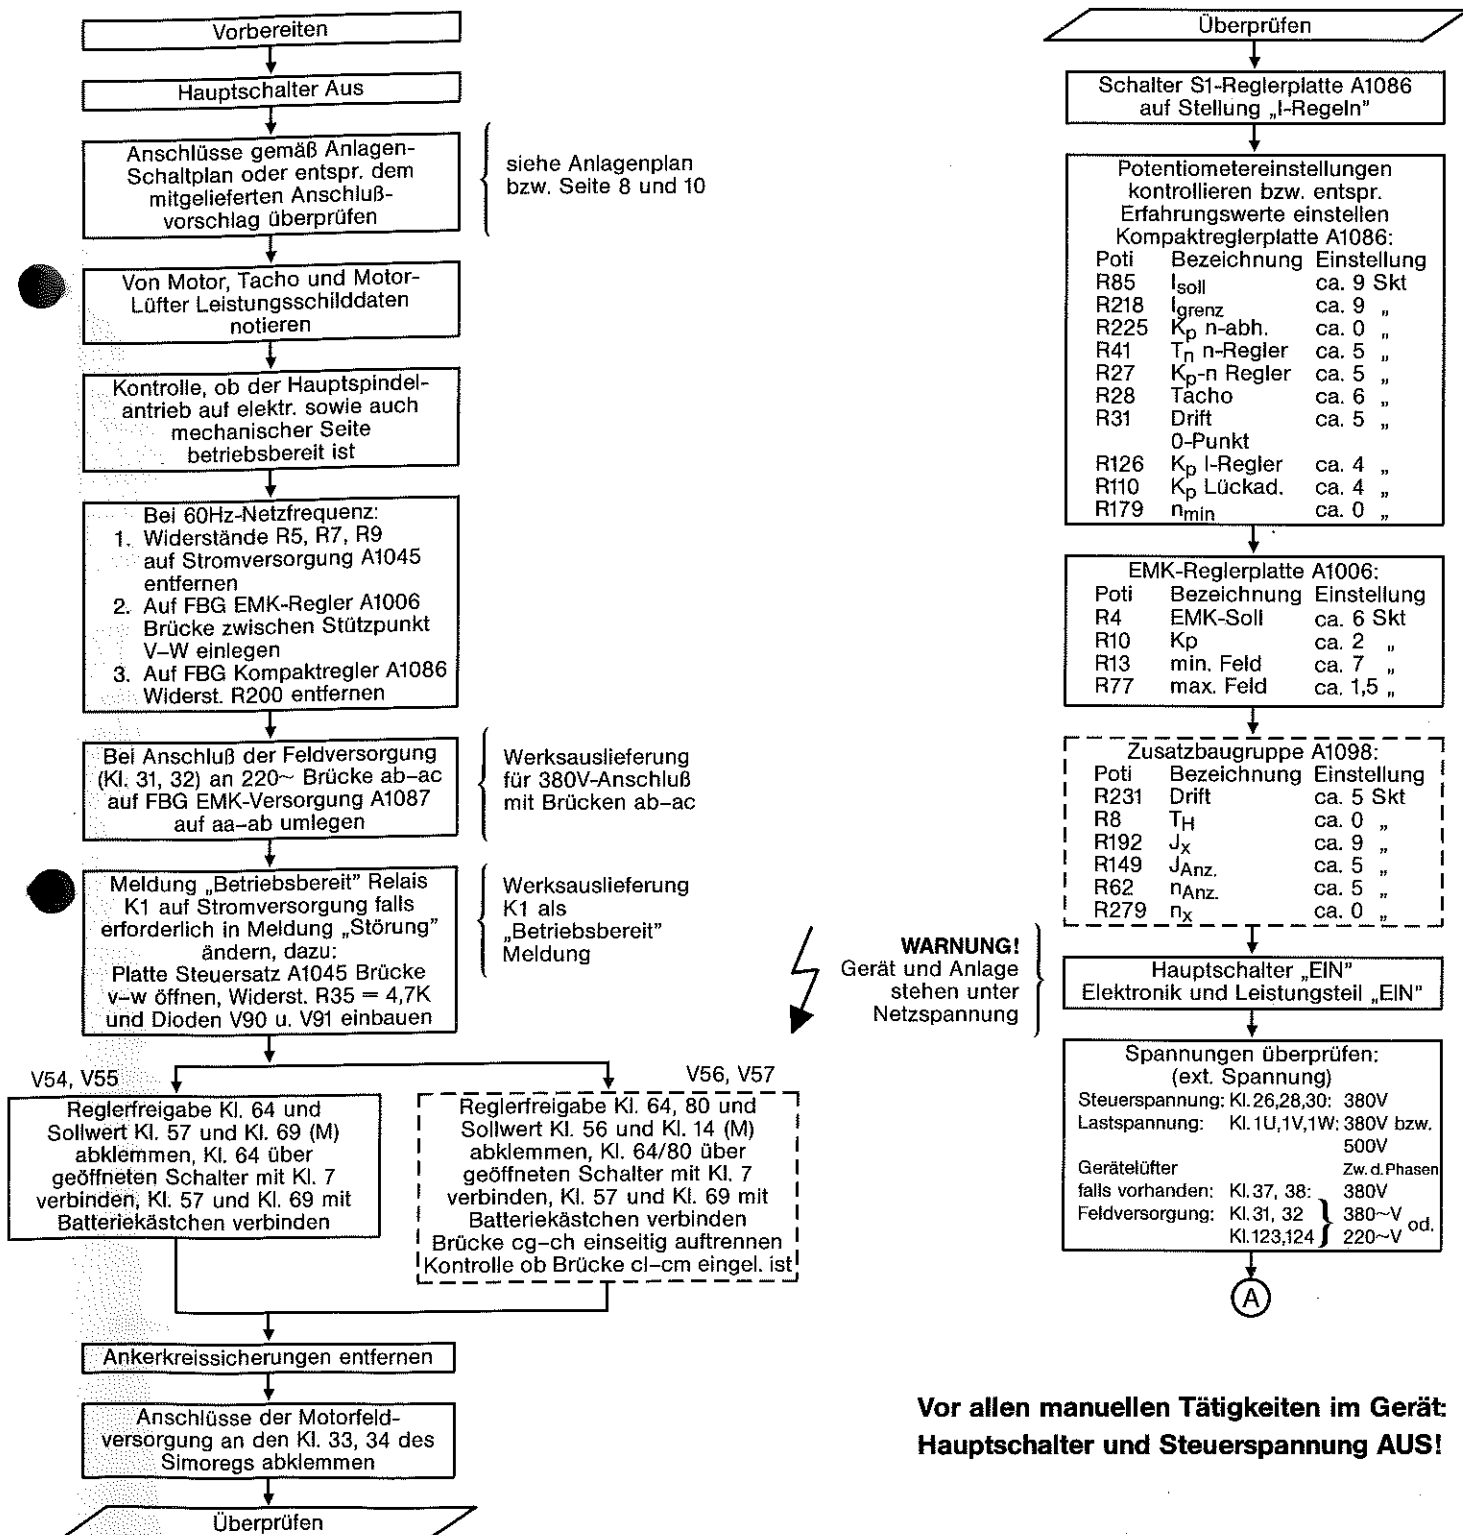 Vorbereiten
Hauptschalter Aus
Anschlüsse gemäß Anlagen-
Schaltplan oder entspr. dem
mitgelieferten Anschluß-
vorschlag überprüfen
siehe Anlagenplan
bzw. Seite 8 und 10
Von Motor, Tacho und Motor-
Lüfter Leistungsschilddaten
notieren
Kontrolle, ob der Hauptspindel-
antrieb auf elektr. sowie auch
mechanischer Seite
betriebsbereit ist
Bei 60Hz-Netzfrequenz:
1. Widerstände R5, R7, R9
auf Stromversorgung A1045
entfernen
2. Auf FBG EMK-Regler A1006
Brücke zwischen Stützpunkt
V–W einlegen
3. Auf FBG Kompaktregler A1086
Widerst. R200 entfernen
Bei Anschluß der Feldversorgung
(Kl. 31, 32) an 220~ Brücke ab–ac
auf FBG EMK-Versorgung A1087
auf aa–ab umlegen
Werksauslieferung
für 380V-Anschluß
mit Brücken ab–ac
Meldung „Betriebsbereit" Relais
K1 auf Stromversorgung falls
erforderlich in Meldung „Störung"
ändern, dazu:
Platte Steuersatz A1045 Brücke
v–w öffnen, Widerst. R35 = 4,7K
und Dioden V90 u. V91 einbauen
Werksauslieferung
K1 als
„Betriebsbereit"
Meldung
V54, V55
Reglerfreigabe Kl. 64 und
Sollwert Kl. 57 und Kl. 69 (M)
abklemmen, Kl. 64 über
geöffneten Schalter mit Kl. 7
verbinden, Kl. 57 und Kl. 69 mit
Batteriekästchen verbinden
V56, V57
Reglerfreigabe Kl. 64, 80 und
Sollwert Kl. 56 und Kl. 14 (M)
abklemmen, Kl. 64/80 über
geöffneten Schalter mit Kl. 7
verbinden, Kl. 57 und Kl. 69 mit
Batteriekästchen verbinden
Brücke cg–ch einseitig auftrennen
Kontrolle ob Brücke cl–cm eingel. ist
Ankerkreissicherungen entfernen
Anschlüsse der Motorfeld-
versorgung an den Kl. 33, 34 des
Simoregs abklemmen
Überprüfen
Überprüfen
Schalter S1-Reglerplatte A1086
auf Stellung „I-Regeln"
Potentiometereinstellungen
kontrollieren bzw. entspr.
Erfahrungswerte einstellen
Kompaktreglerplatte A1086:
Poti Bezeichnung Einstellung
R85 Isoll ca. 9 Skt
R218 Igrenz ca. 9 „
R225 Kp n-abh. ca. 0 „
R41 Tn n-Regler ca. 5 „
R27 Kp-n Regler ca. 5 „
R28 Tacho ca. 6 „
R31 Drift ca. 5 „
0-Punkt
R126 Kp I-Regler ca. 4 „
R110 Kp Lückad. ca. 4 „
R179 nmin ca. 0 „
EMK-Reglerplatte A1006:
Poti Bezeichnung Einstellung
R4 EMK-Soll ca. 6 Skt
R10 Kp ca. 2 „
R13 min. Feld ca. 7 „
R77 max. Feld ca. 1,5 „
Zusatzbaugruppe A1098:
Poti Bezeichnung Einstellung
R231 Drift ca. 5 Skt
R8 TH ca. 0 „
R192 Jx ca. 9 „
R149 JAnz. ca. 5 „
R62 nAnz. ca. 5 „
R279 nx ca. 0 „
WARNUNG!
Gerät und Anlage
stehen unter
Netzspannung
Hauptschalter „EIN"
Elektronik und Leistungsteil „EIN"
Spannungen überprüfen:
(ext. Spannung)
Steuerspannung: Kl. 26,28,30: 380V
Lastspannung: Kl. 1U,1V,1W: 380V bzw.
500V
Gerätelüfter Zw. d. Phasen
falls vorhanden: Kl. 37, 38: 380V
Feldversorgung: Kl. 31, 32 380~V od.
Kl. 123,124 220~V
A
Vor allen manuellen Tätigkeiten im Gerät:
Hauptschalter und Steuerspannung AUS!